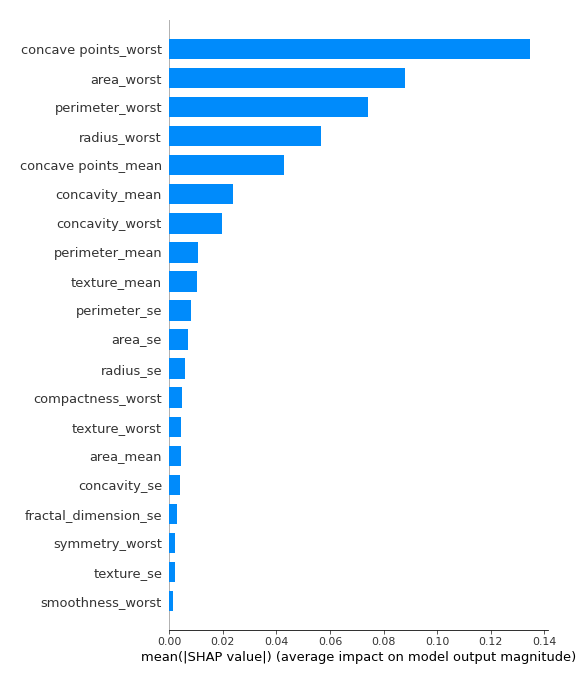 concave points_worst
area_worst
perimeter_worst
radius_worst
concave points_mean
concavity_mean
concavity_worst
perimeter_mean
texture_mean
perimeter_se
area_se
radius_se
compactness_worst
texture_worst
area_mean
concavity_se
fractal_dimension_se
symmetry_worst
texture_se
smoothness_worst
0.00 0.02 0.04 0.06 0.08 0.10 0.12 0.14
mean(|SHAP value|) (average impact on model output magnitude)